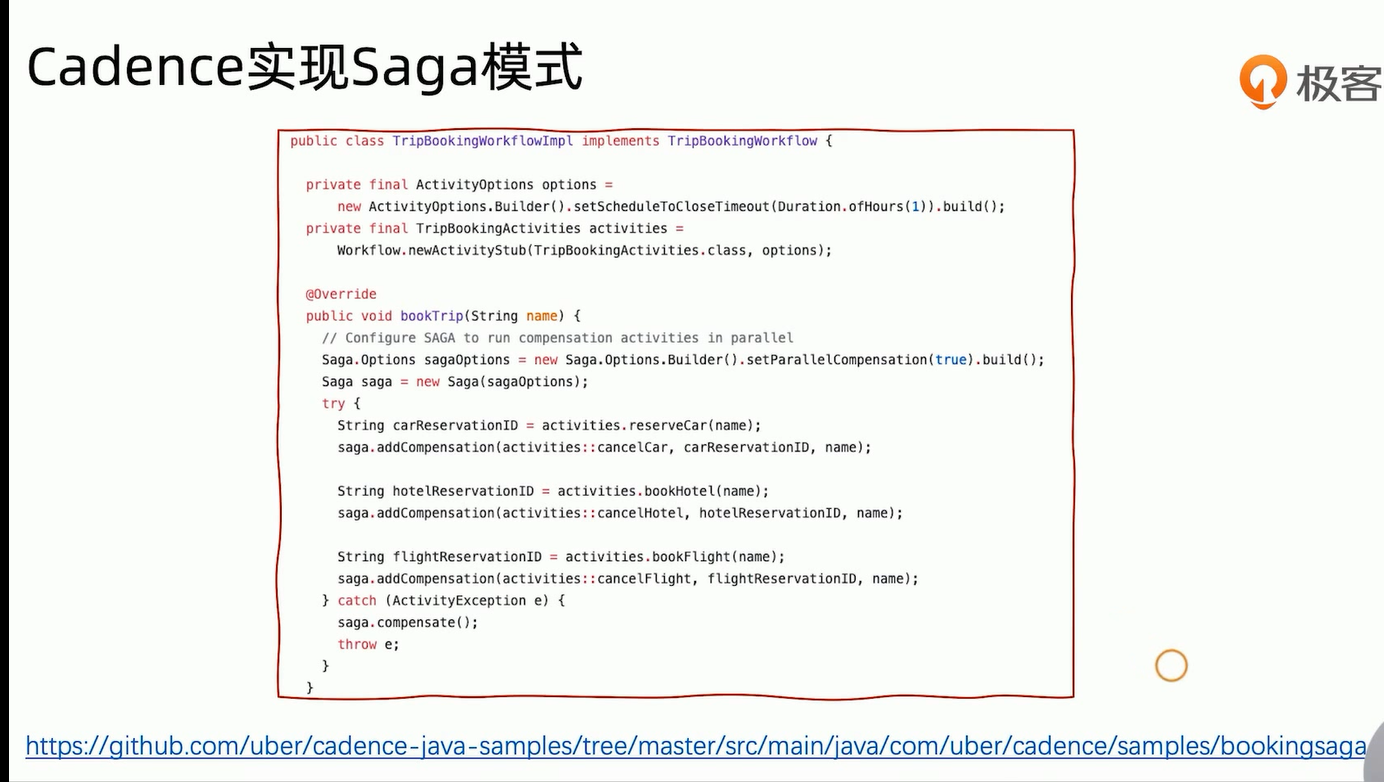 Cadence实现Saga模式
极客
public class TripBookingWorkflowImpl implements TripBookingWorkflow {
private final ActivityOptions options =
new ActivityOptions.Builder().setScheduleToCloseTimeout(Duration.ofHours(1)).build();
private final TripBookingActivities activities =
Workflow.newActivityStub(TripBookingActivities.class, options);
@Override
public void bookTrip(String name) {
// Configure SAGA to run compensation activities in parallel
Saga.Options sagaOptions = new Saga.Options.Builder().setParallelCompensation(true).build();
Saga saga = new Saga(sagaOptions);
try {
String carReservationID = activities.reserveCar(name);
saga.addCompensation(activities::cancelCar, carReservationID, name);
String hotelReservationID = activities.bookHotel(name);
saga.addCompensation(activities::cancelHotel, hotelReservationID, name);
String flightReservationID = activities.bookFlight(name);
saga.addCompensation(activities::cancelFlight, flightReservationID, name);
} catch (ActivityException e) {
saga.compensate();
throw e;
}
}
https://github.com/uber/cadence-java-samples/tree/master/src/main/java/com/uber/cadence/samples/bookingsaga